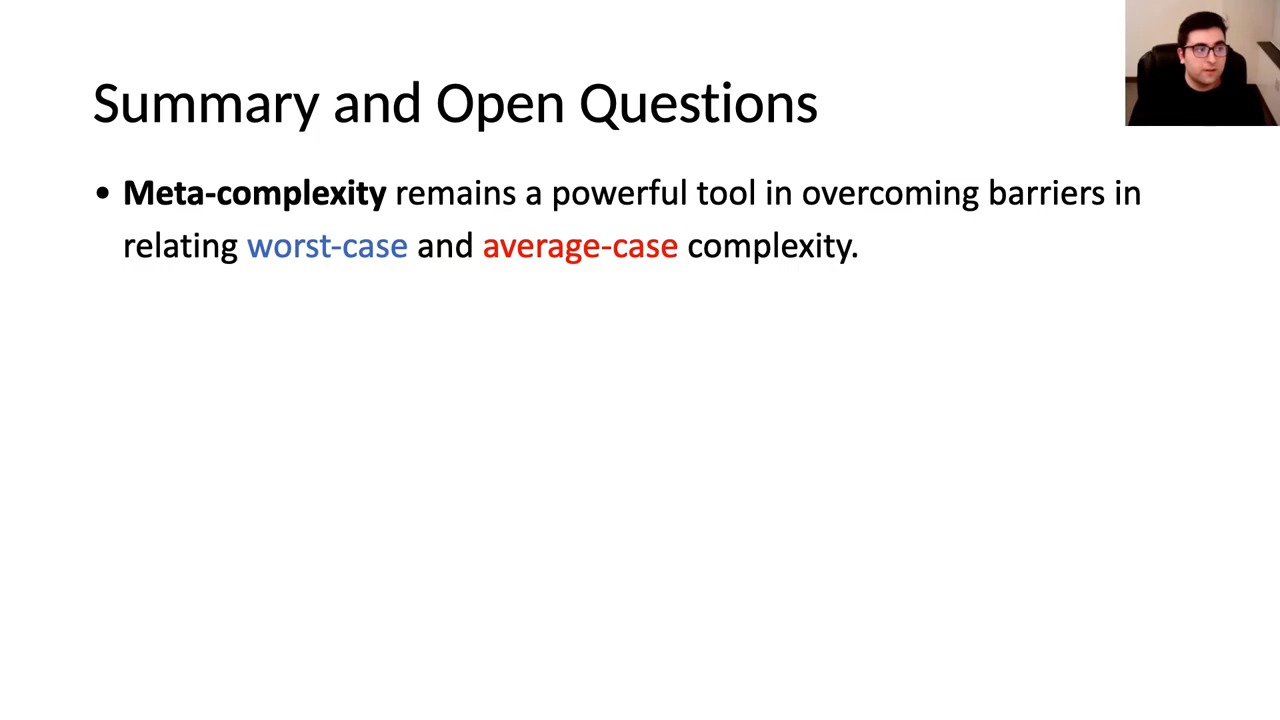 Summary and Open Questions
• Meta-complexity remains a powerful tool in overcoming barriers in
relating worst-case and average-case complexity.